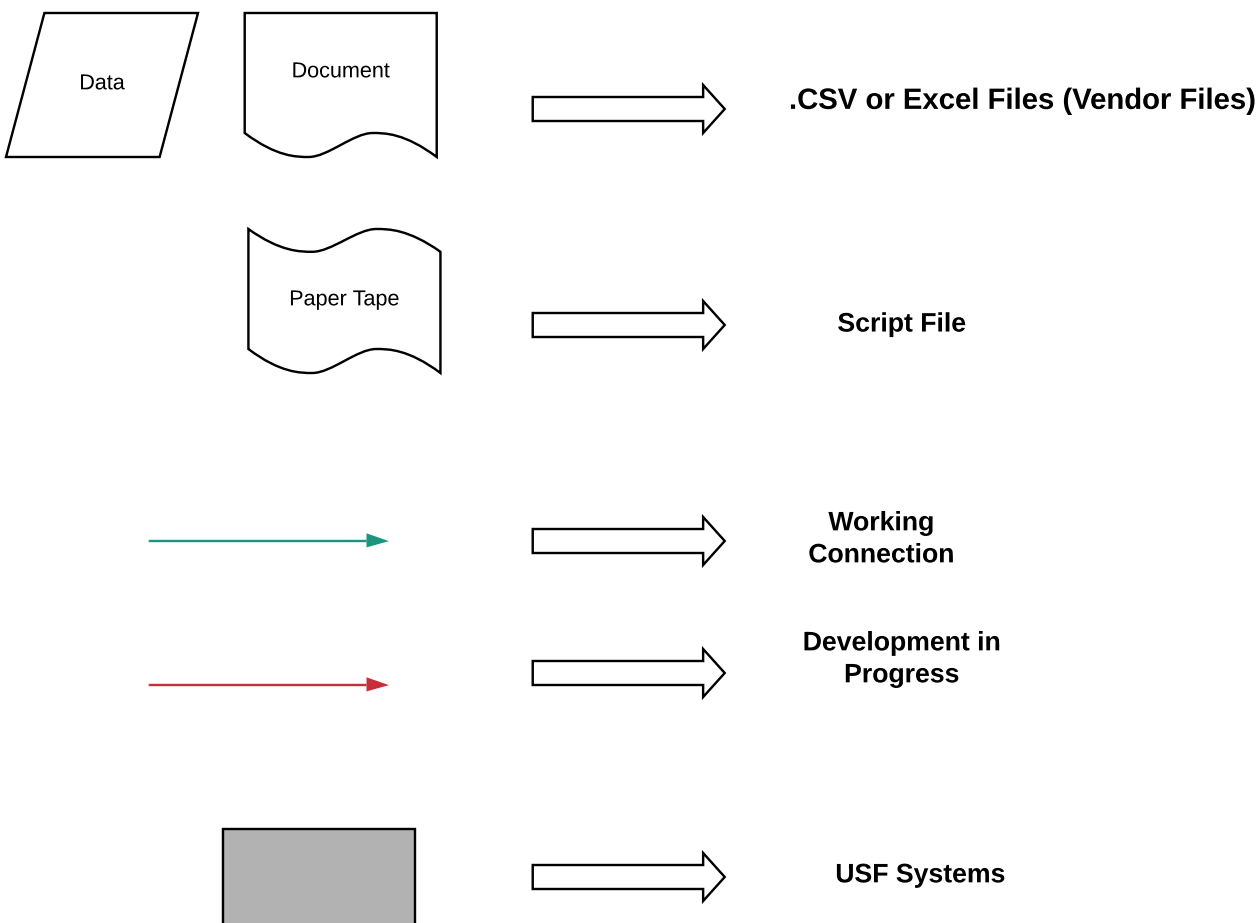 Data
Document
.CSV or Excel Files (Vendor Files)
Paper Tape
Script File
Working
Connection
Development in
Progress
USF Systems